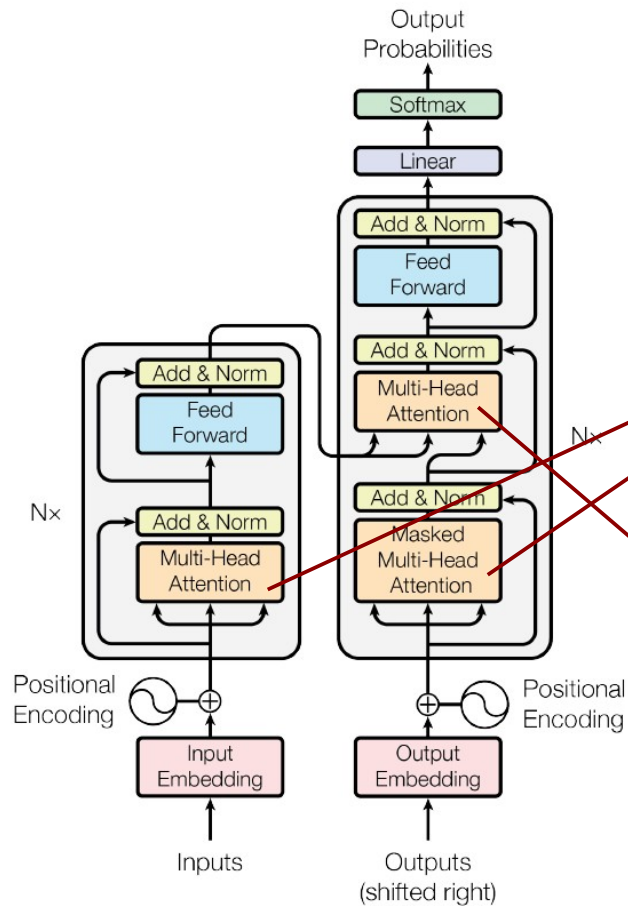 Output
Probabilities
Softmax
Linear
Add & Norm
Feed
Forward
Add & Norm
Multi-Head
Attention
Add & Norm
Masked
Multi-Head
Attention
Nx
Add & Norm
Feed
Forward
Add & Norm
Multi-Head
Attention
Nx
Positional
Encoding
Input
Embedding
Inputs
Positional
Encoding
Output
Embedding
Outputs
(shifted right)